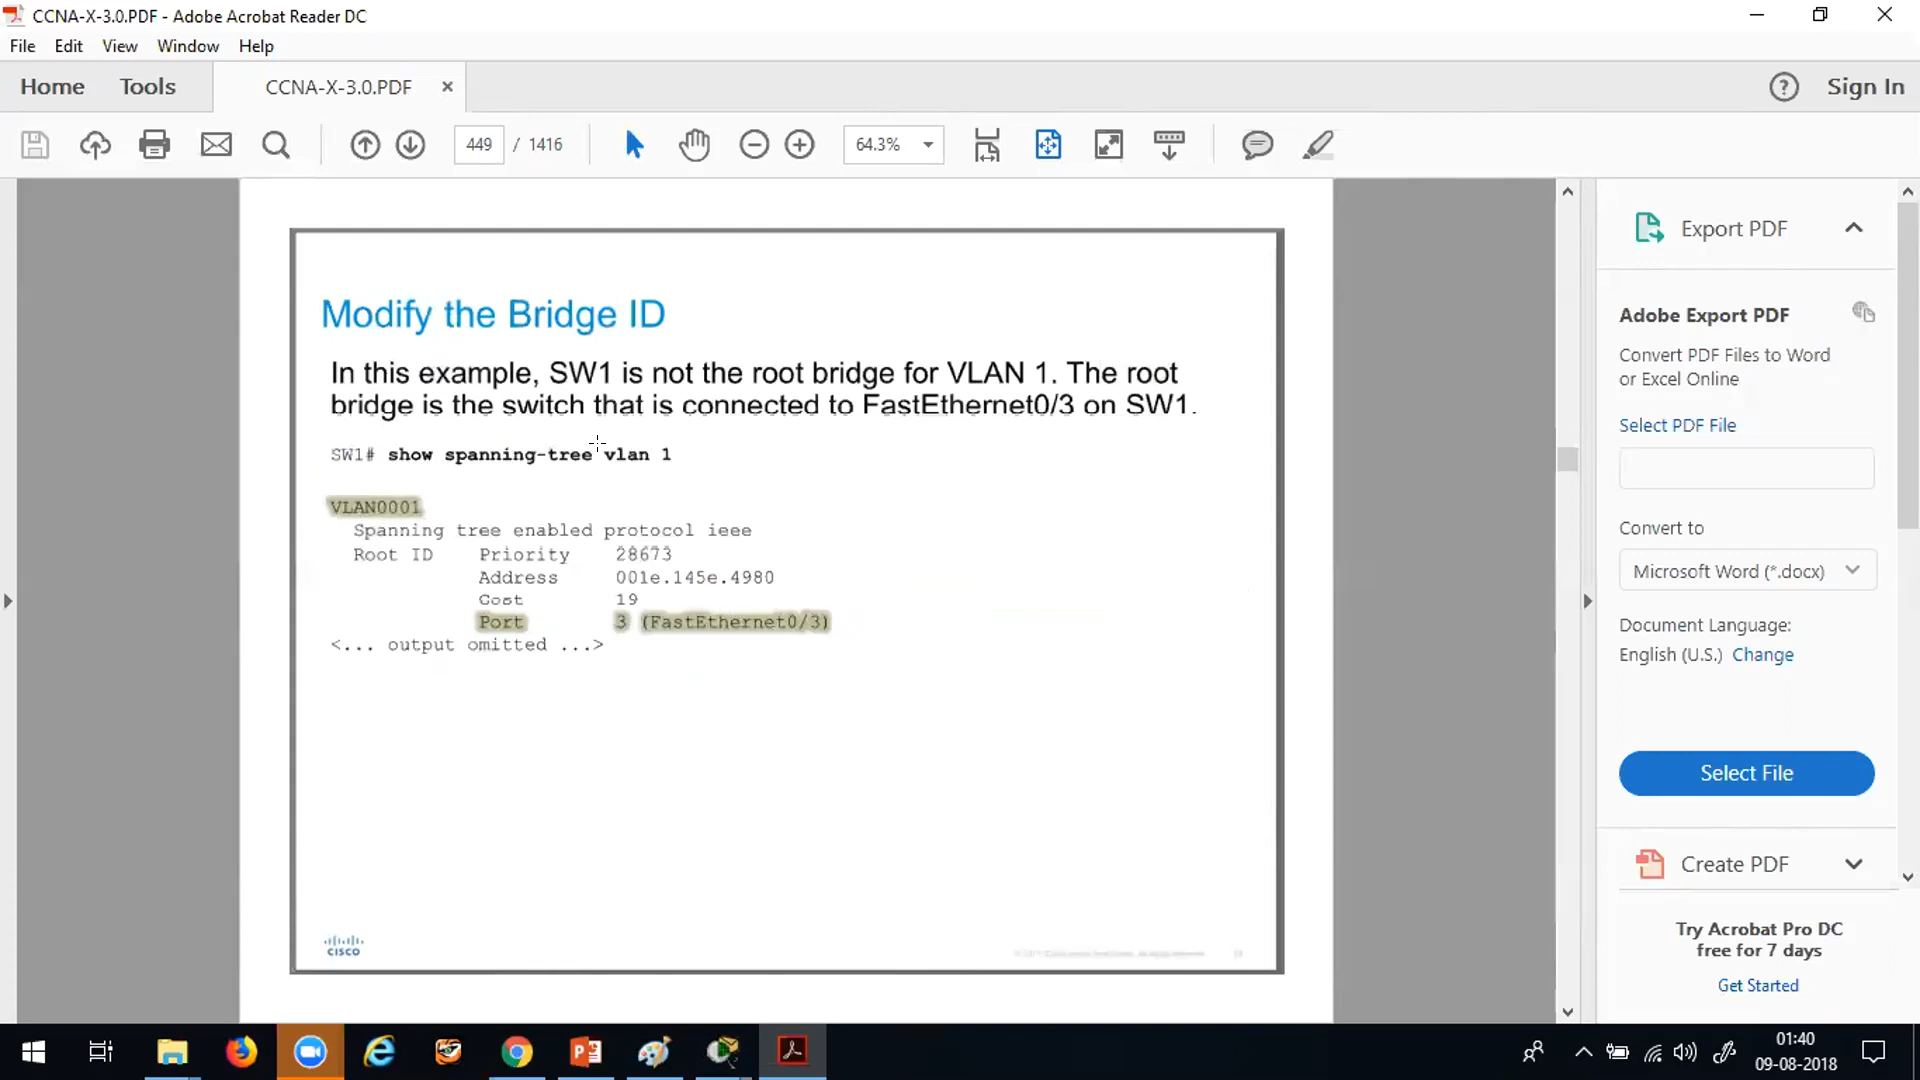 CCNA-X-3.0.PDF - Adobe Acrobat Reader DC
File Edit View Window Help
Home Tools CCNA-X-3.0.PDF × ? Sign In
449 / 1416 64.3%
Modify the Bridge ID
In this example, SW1 is not the root bridge for VLAN 1. The root
bridge is the switch that is connected to FastEthernet0/3 on SW1.
SW1# show spanning-tree vlan 1
VLAN0001
Spanning tree enabled protocol ieee
Root ID Priority 28673
Address 001e.145e.4980
Cost 19
Port 3 (FastEthernet0/3)
<... output omitted ...>
CISCO
Export PDF
Adobe Export PDF
Convert PDF Files to Word
or Excel Online
Select PDF File
Convert to
Microsoft Word (*.docx)
Document Language:
English (U.S.) Change
Select File
Create PDF
Try Acrobat Pro DC
free for 7 days
Get Started
01:40
09-08-2018